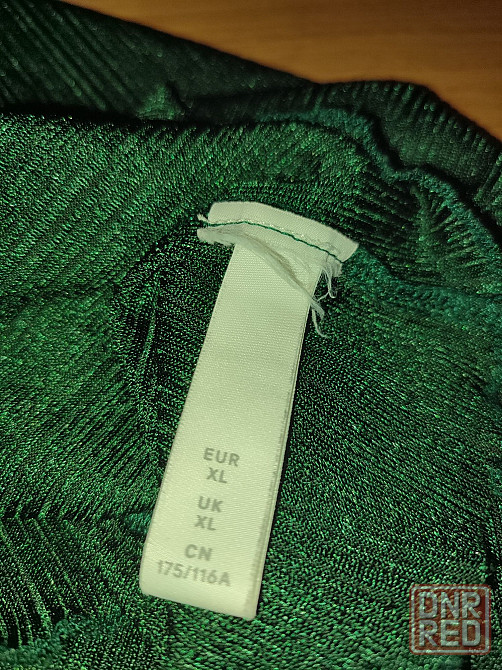 EUR
XL
UK
XL
CN
175/116A
DNR
RED